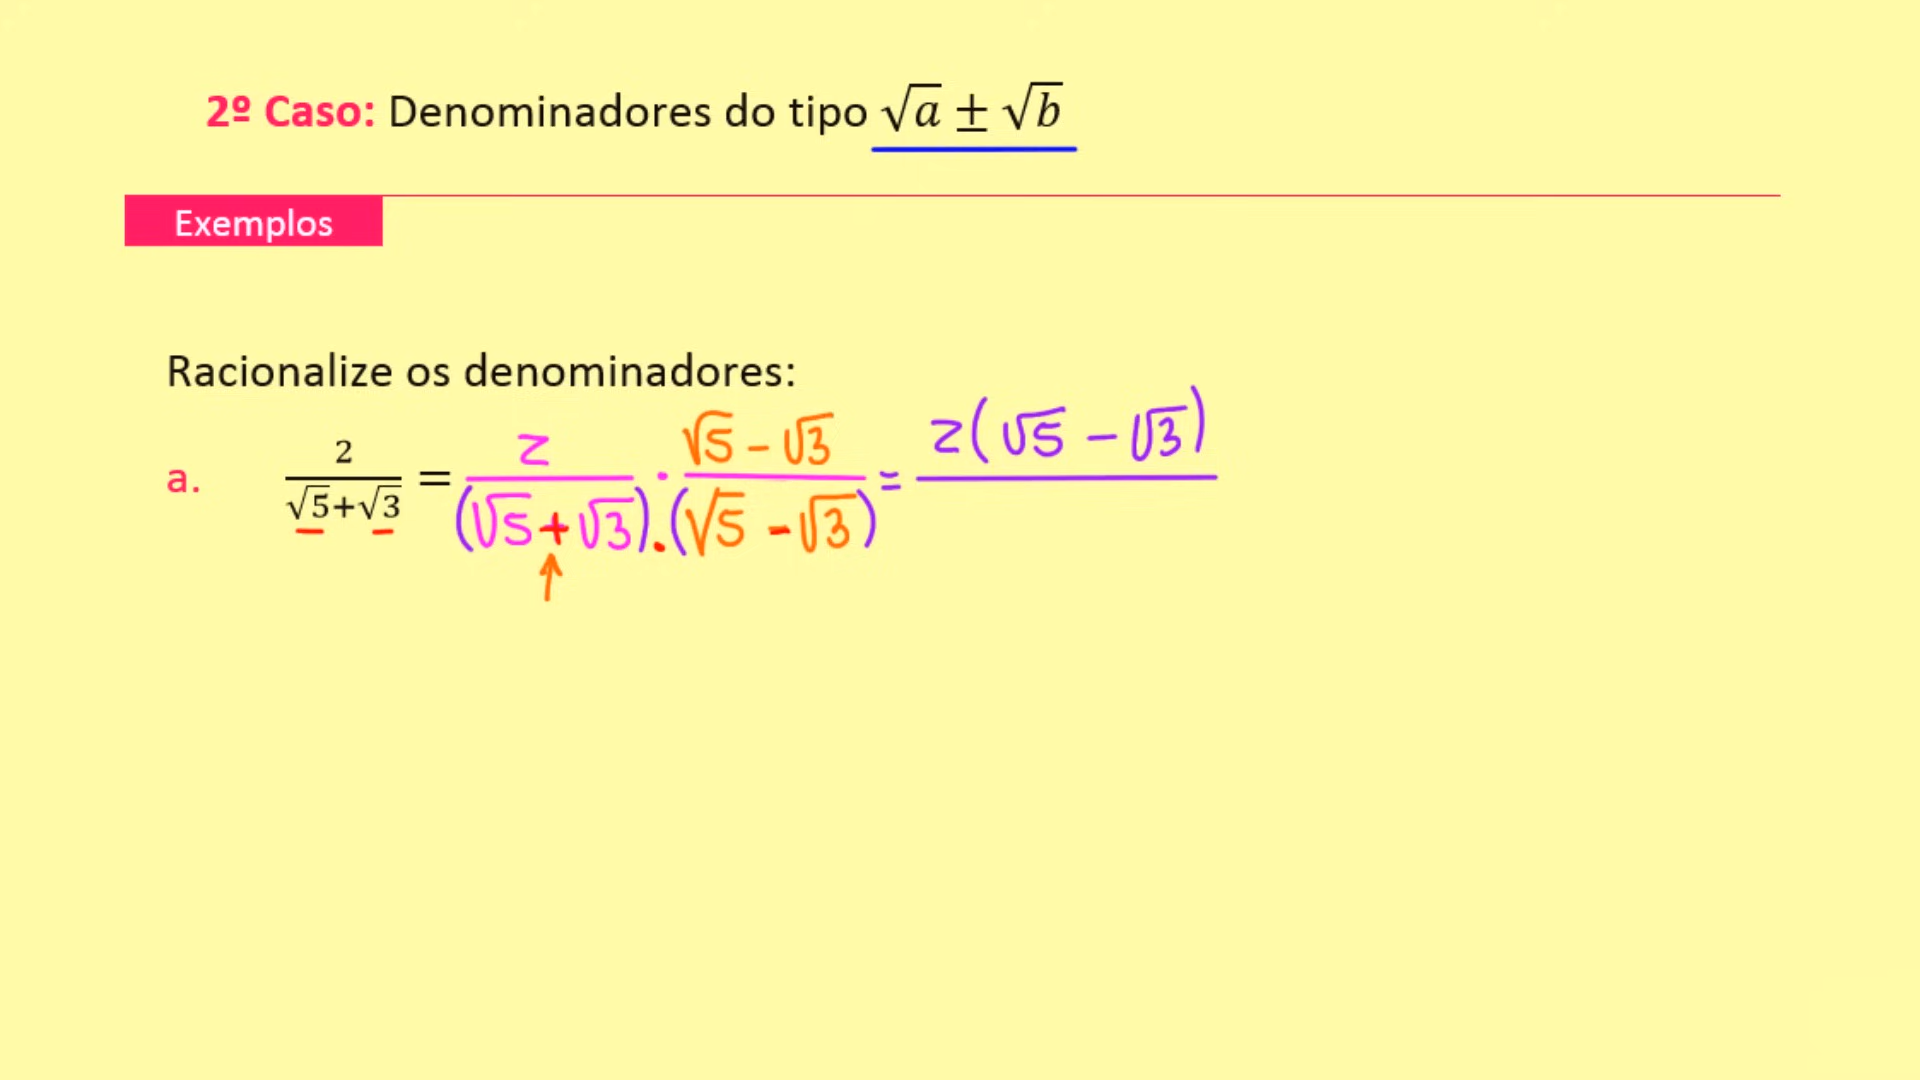 2º Caso: Denominadores do tipo √a ± √b
Exemplos
Racionalize os denominadores:
a. 2/(√5+√3) = 2/(√5+√3) · (√5-√3)/(√5-√3) = 2(√5-√3)/